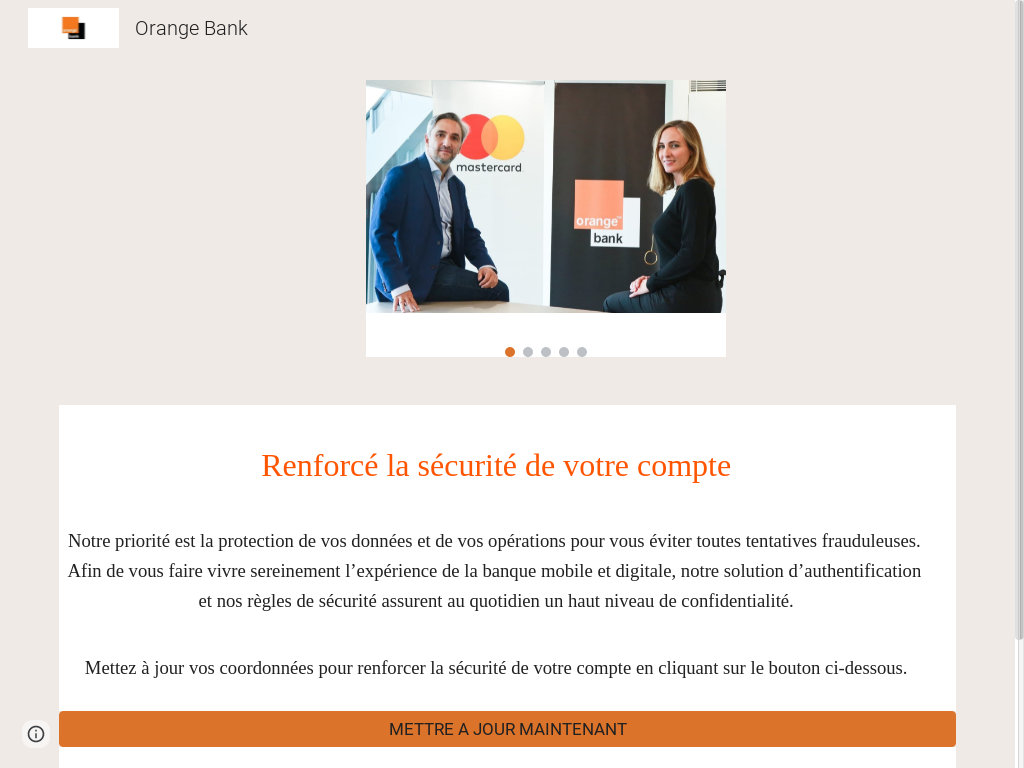 Orange Bank
mastercard
orange
bank
Renforcé la sécurité de votre compte
Notre priorité est la protection de vos données et de vos opérations pour vous éviter toutes tentatives frauduleuses.
Afin de vous faire vivre sereinement l’expérience de la banque mobile et digitale, notre solution d’authentification
et nos règles de sécurité assurent au quotidien un haut niveau de confidentialité.
Mettez à jour vos coordonnées pour renforcer la sécurité de votre compte en cliquant sur le bouton ci-dessous.
METTRE A JOUR MAINTENANT